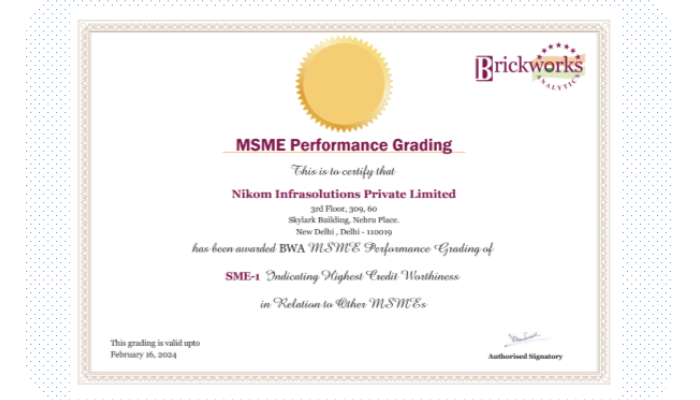 Brickworks
ANALYTICS
MSME Performance Grading
This is to certify that
Nikom Infrasolutions Private Limited
3rd Floor, 309, 60
Skylark Building, Nehru Place.
New Delhi , Delhi - 110019
has been awarded BWA MSME Performance Grading of
SME-1 Indicating Highest Credit Worthiness
in Relation to Other MSMEs
This grading is valid upto
February 16, 2024
Authorised Signatory